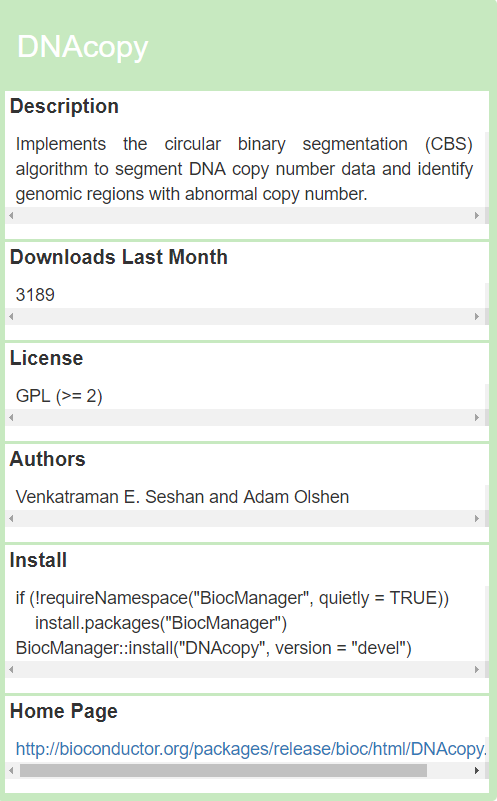 DNAcopy
Description
Implements the circular binary segmentation (CBS)
algorithm to segment DNA copy number data and identify
genomic regions with abnormal copy number.
Downloads Last Month
3189
License
GPL (>= 2)
Authors
Venkatraman E. Seshan and Adam Olshen
Install
if (!requireNamespace("BiocManager", quietly = TRUE))
    install.packages("BiocManager")
BiocManager::install("DNAcopy", version = "devel")
Home Page
http://bioconductor.org/packages/release/bioc/html/DNAcopy.